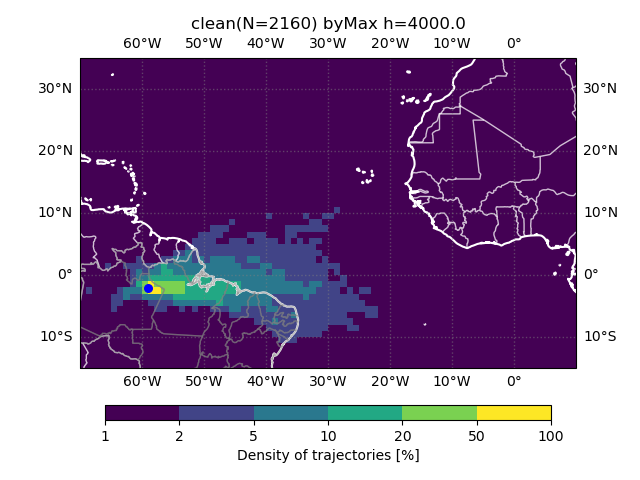 clean(N=2160) byMax h=4000.0
60°W 50°W 40°W 30°W 20°W 10°W 0°
30°N 30°N
20°N 20°N
10°N 10°N
0° 0°
10°S 10°S
60°W 50°W 40°W 30°W 20°W 10°W 0°
1 2 5 10 20 50 100
Density of trajectories [%]